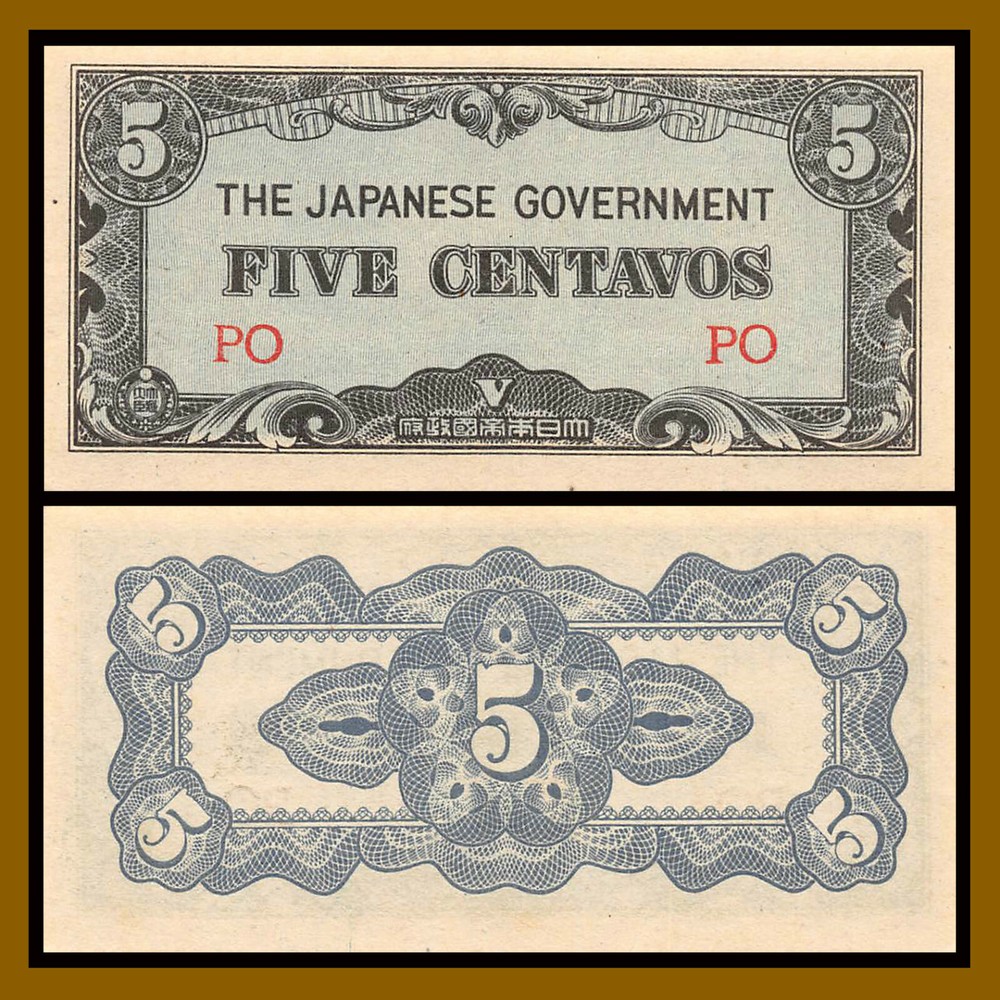 5 5
THE JAPANESE GOVERNMENT
FIVE CENTAVOS
PO PO
V
大日本帝國政府
5 5
5
5 5